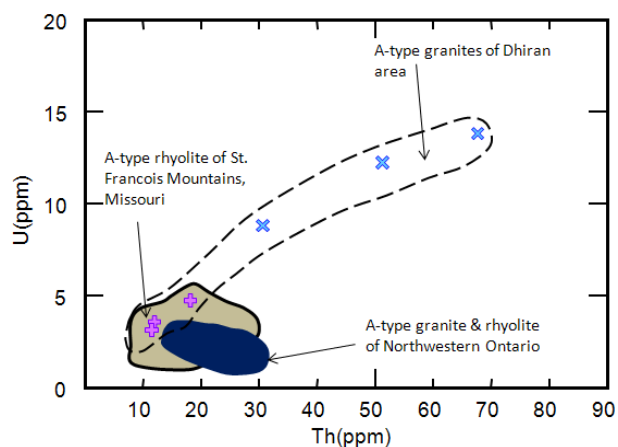 20
15
10
5
0
U(ppm)
A-type granites of Dhiran
area
A-type rhyolite of St.
Francois Mountains,
Missouri
A-type granite & rhyolite
of Northwestern Ontario
10 20 30 40 50 60 70 80 90
Th(ppm)